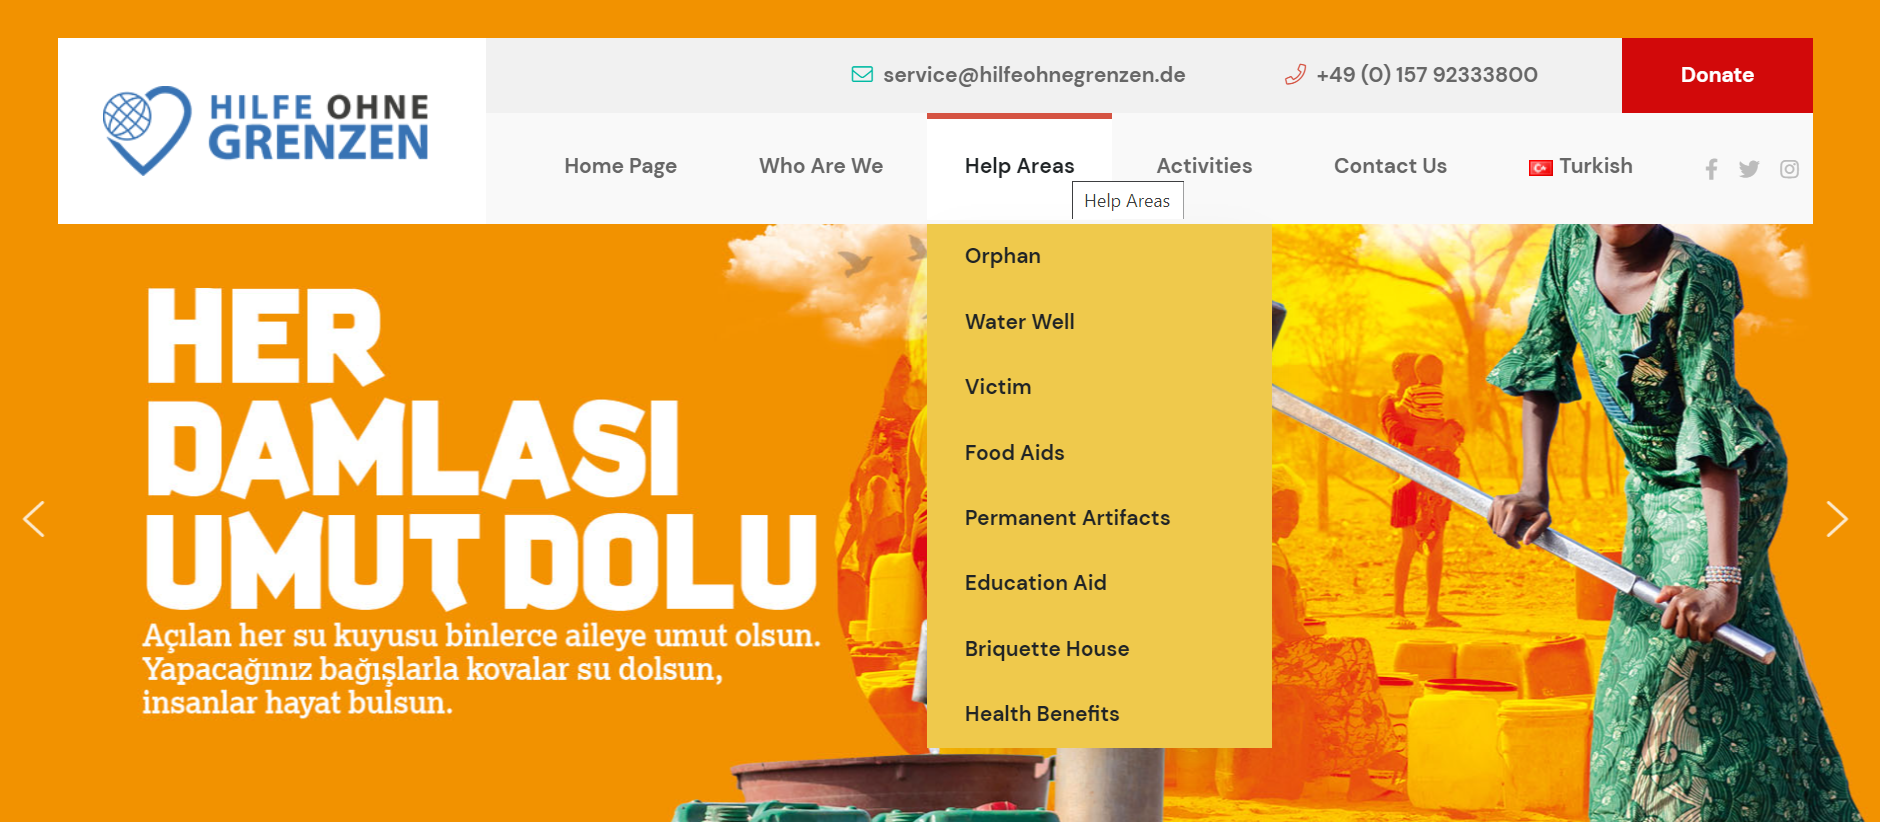 HILFE OHNE
GRENZEN
service@hilfeohnegrenzen.de
+49 (0) 157 92333800
Donate
Home Page
Who Are We
Help Areas
Activities
Contact Us
Turkish
Help Areas
Orphan
Water Well
Victim
Food Aids
Permanent Artifacts
Education Aid
Briquette House
Health Benefits
HER
DAMLASI
UMUT DOLU
Açılan her su kuyusu binlerce aileye umut olsun.
Yapacağınız bağışlarla kovalar su dolsun,
insanlar hayat bulsun.